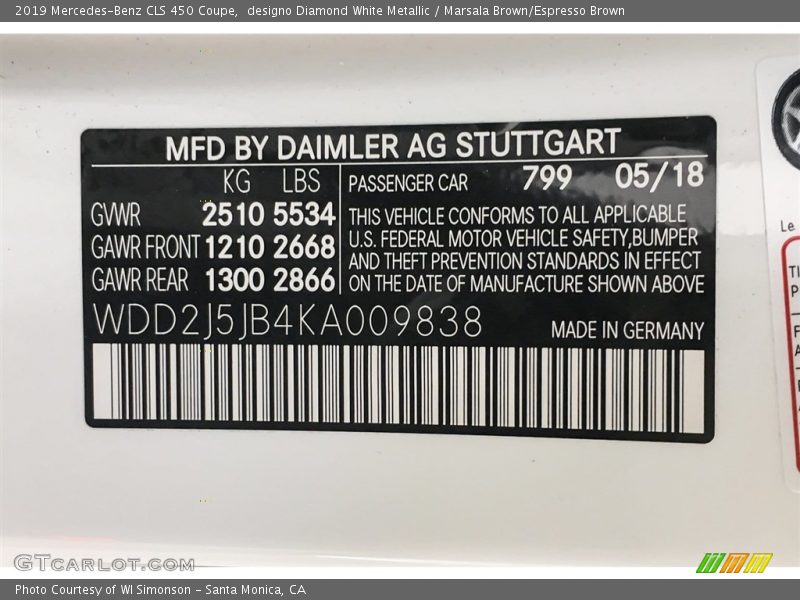 2019 Mercedes-Benz CLS 450 Coupe,  designo Diamond White Metallic / Marsala Brown/Espresso Brown
MFD BY DAIMLER AG STUTTGART
KG LBS
GVWR 2510 5534
GAWR FRONT 1210 2668
GAWR REAR 1300 2866
PASSENGER CAR 799 05/18
THIS VEHICLE CONFORMS TO ALL APPLICABLE
U.S. FEDERAL MOTOR VEHICLE SAFETY,BUMPER
AND THEFT PREVENTION STANDARDS IN EFFECT
ON THE DATE OF MANUFACTURE SHOWN ABOVE
WDD2J5JB4KA009838
MADE IN GERMANY
Le
GTCARLOT.COM
Photo Courtesy of WI Simonson - Santa Monica, CA